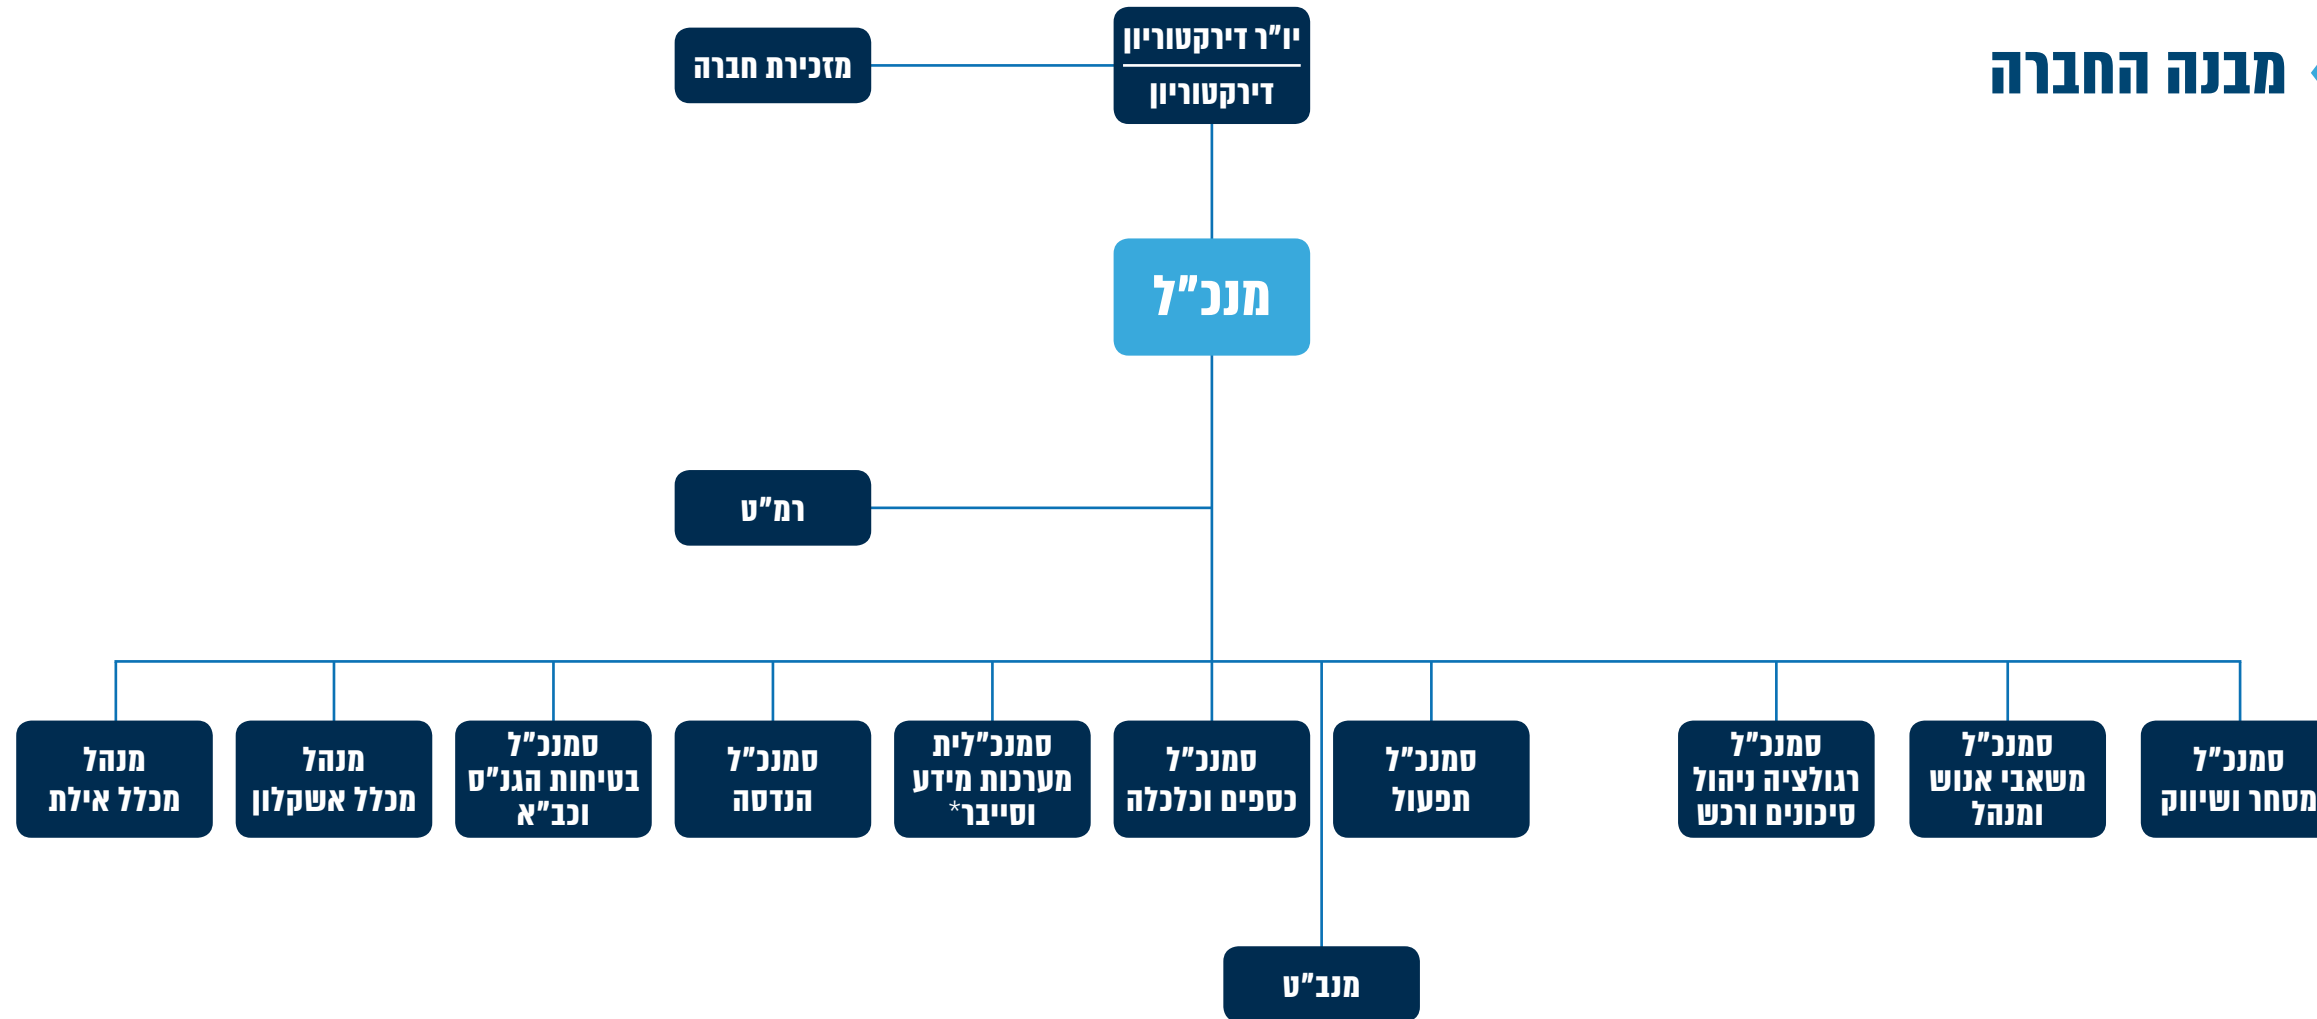 מבנה החברה
יו"ר דירקטוריון
דירקטוריון
מזכירת חברה
מנכ"ל
רמ"ט
סמנכ"ל
מסחר ושיווק
סמנכ"ל
משאבי אנוש
ומנהל
סמנכ"ל
רגולציה ניהול
סיכונים ורכש
סמנכ"ל
תפעול
סמנכ"ל
כספים וכלכלה
סמנכ"לית
מערכות מידע
וסייבר*
סמנכ"ל
הנדסה
סמנכ"ל
בטיחות הגנ"ס
וכב"א
מנהל
מכלל אשקלון
מנהל
מכלל אילת
מנב"ט